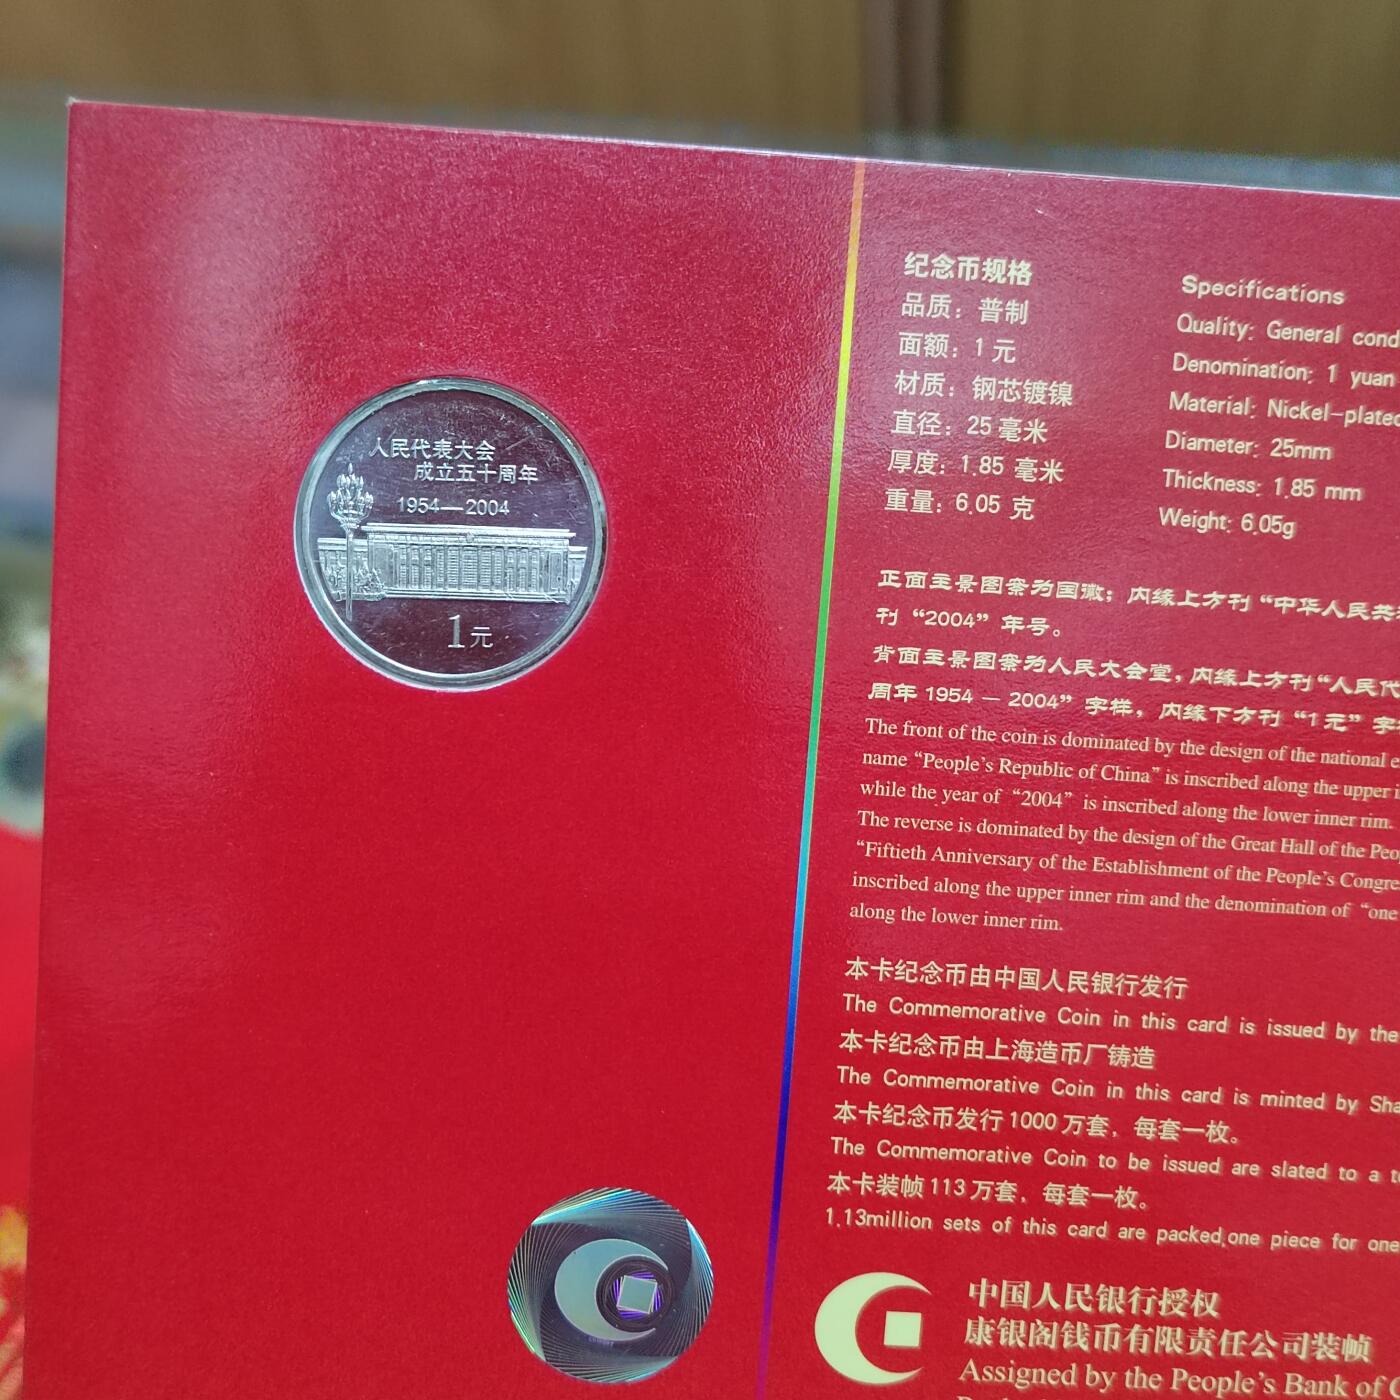 人民代表大会
成立五十周年
1954—2004
1元
纪念币规格
品质：普制
面额：1元
材质：钢芯镀镍
直径：25毫米
厚度：1.85 毫米
重量：6.05 克
Specifications
Quality: General
Denomination: 1 yuan
Material: Nickel-plated
Diameter: 25mm
Thickness: 1.85 mm
Weight: 6.05g
正面主景图案为国徽；内缘上方刊“中华人民共
刊“2004”年号。
背面主景图案为人民大会堂，内缘上方刊“人民代
周年 1954 — 2004”字样，内缘下方刊“1元”字
The front of the coin is dominated by the design of the national
name “People's Republic of China” is inscribed along the upper
while the year of “2004” is inscribed along the lower inner rim.
The reverse is dominated by the design of the Great Hall of the
“Fiftieth Anniversary of the Establishment of the People's
inscribed along the upper inner rim and the denomination of “one
along the lower inner rim.
本卡纪念币由中国人民银行发行
The Commemorative Coin in this card is issued by the
本卡纪念币由上海造币厂铸造
The Commemorative Coin in this card is minted by
本卡纪念币发行1000万套，每套一枚。
The Commemorative Coin to be issued are slated to a
本卡装帧113万套，每套一枚。
1.13million sets of this card are packed,one piece for one
中国人民银行授权
康银阁钱币有限责任公司装帧
Assigned by the People's Bank of